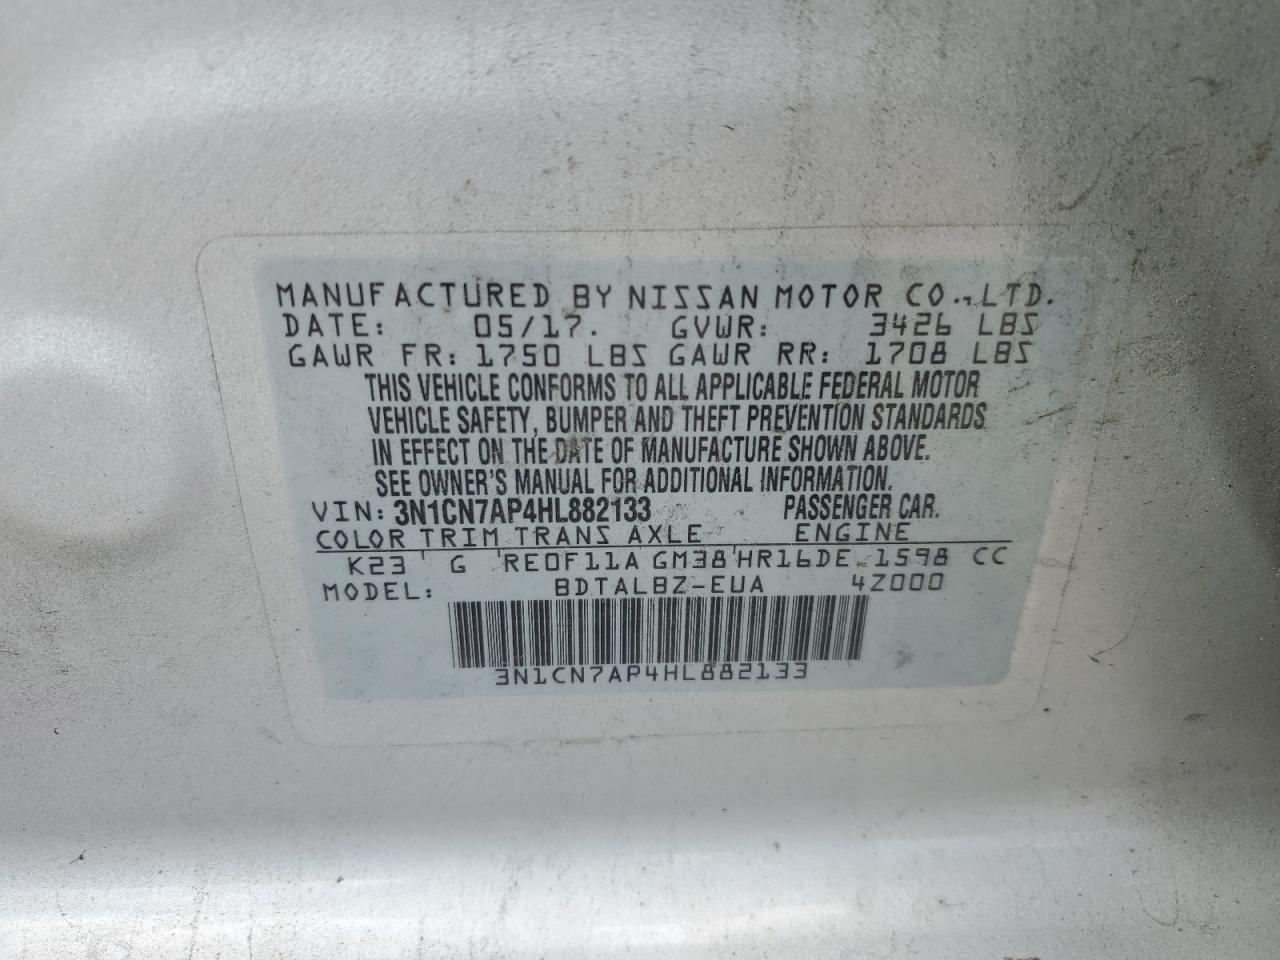 MANUFACTURED BY NISSAN MOTOR CO., LTD.
DATE: 05/17. GVWR: 3426 LBS
GAWR FR: 1750 LBS GAWR RR: 1708 LBS
THIS VEHICLE CONFORMS TO ALL APPLICABLE FEDERAL MOTOR
VEHICLE SAFETY, BUMPER AND THEFT PREVENTION STANDARDS
IN EFFECT ON THE DATE OF MANUFACTURE SHOWN ABOVE.
SEE OWNER'S MANUAL FOR ADDITIONAL INFORMATION.
VIN: 3N1CN7AP4HL882133 PASSENGER CAR.
COLOR TRIM TRANS AXLE ENGINE
K23 G RE0F11A GM38 HR16DE 1598 CC
MODEL: BDTALBZ-EUA 4Z000
3N1CN7AP4HL882133